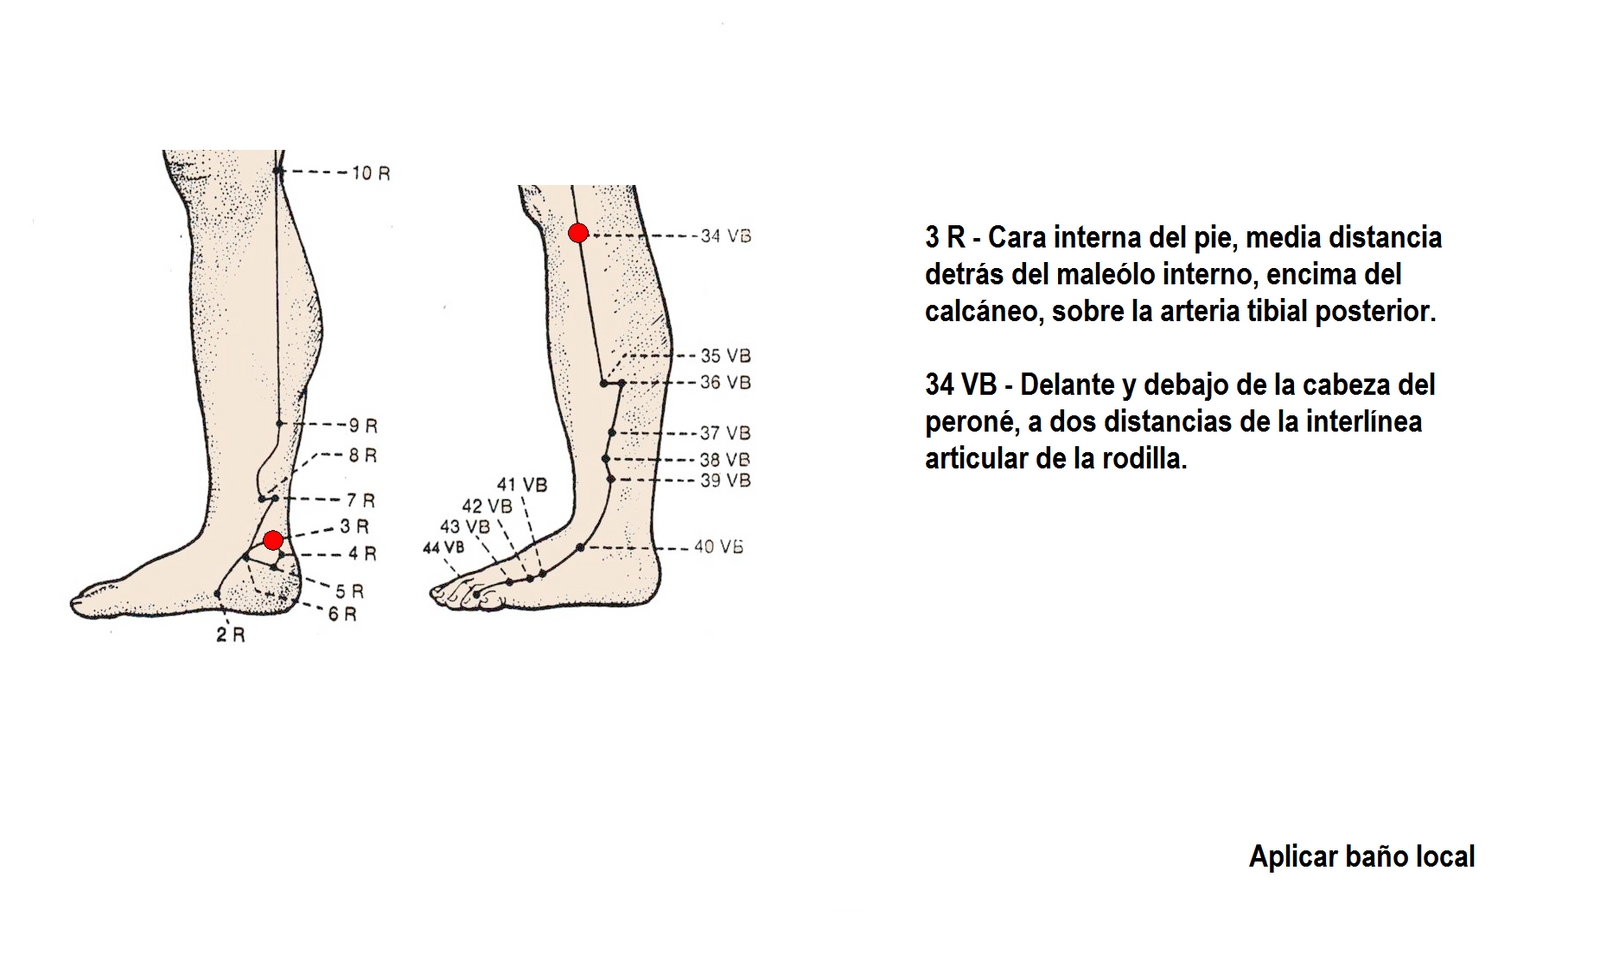 10 R
9 R
8 R
7 R
3 R
4 R
5 R
6 R
2 R
34 VB
35 VB
36 VB
37 VB
38 VB
39 VB
41 VB
42 VB
43 VB
44 VB
40 VB
3 R - Cara interna del pie, media distancia
detrás del maleólo interno, encima del
calcáneo, sobre la arteria tibial posterior.
34 VB - Delante y debajo de la cabeza del
peroné, a dos distancias de la interlínea
articular de la rodilla.
Aplicar baño local